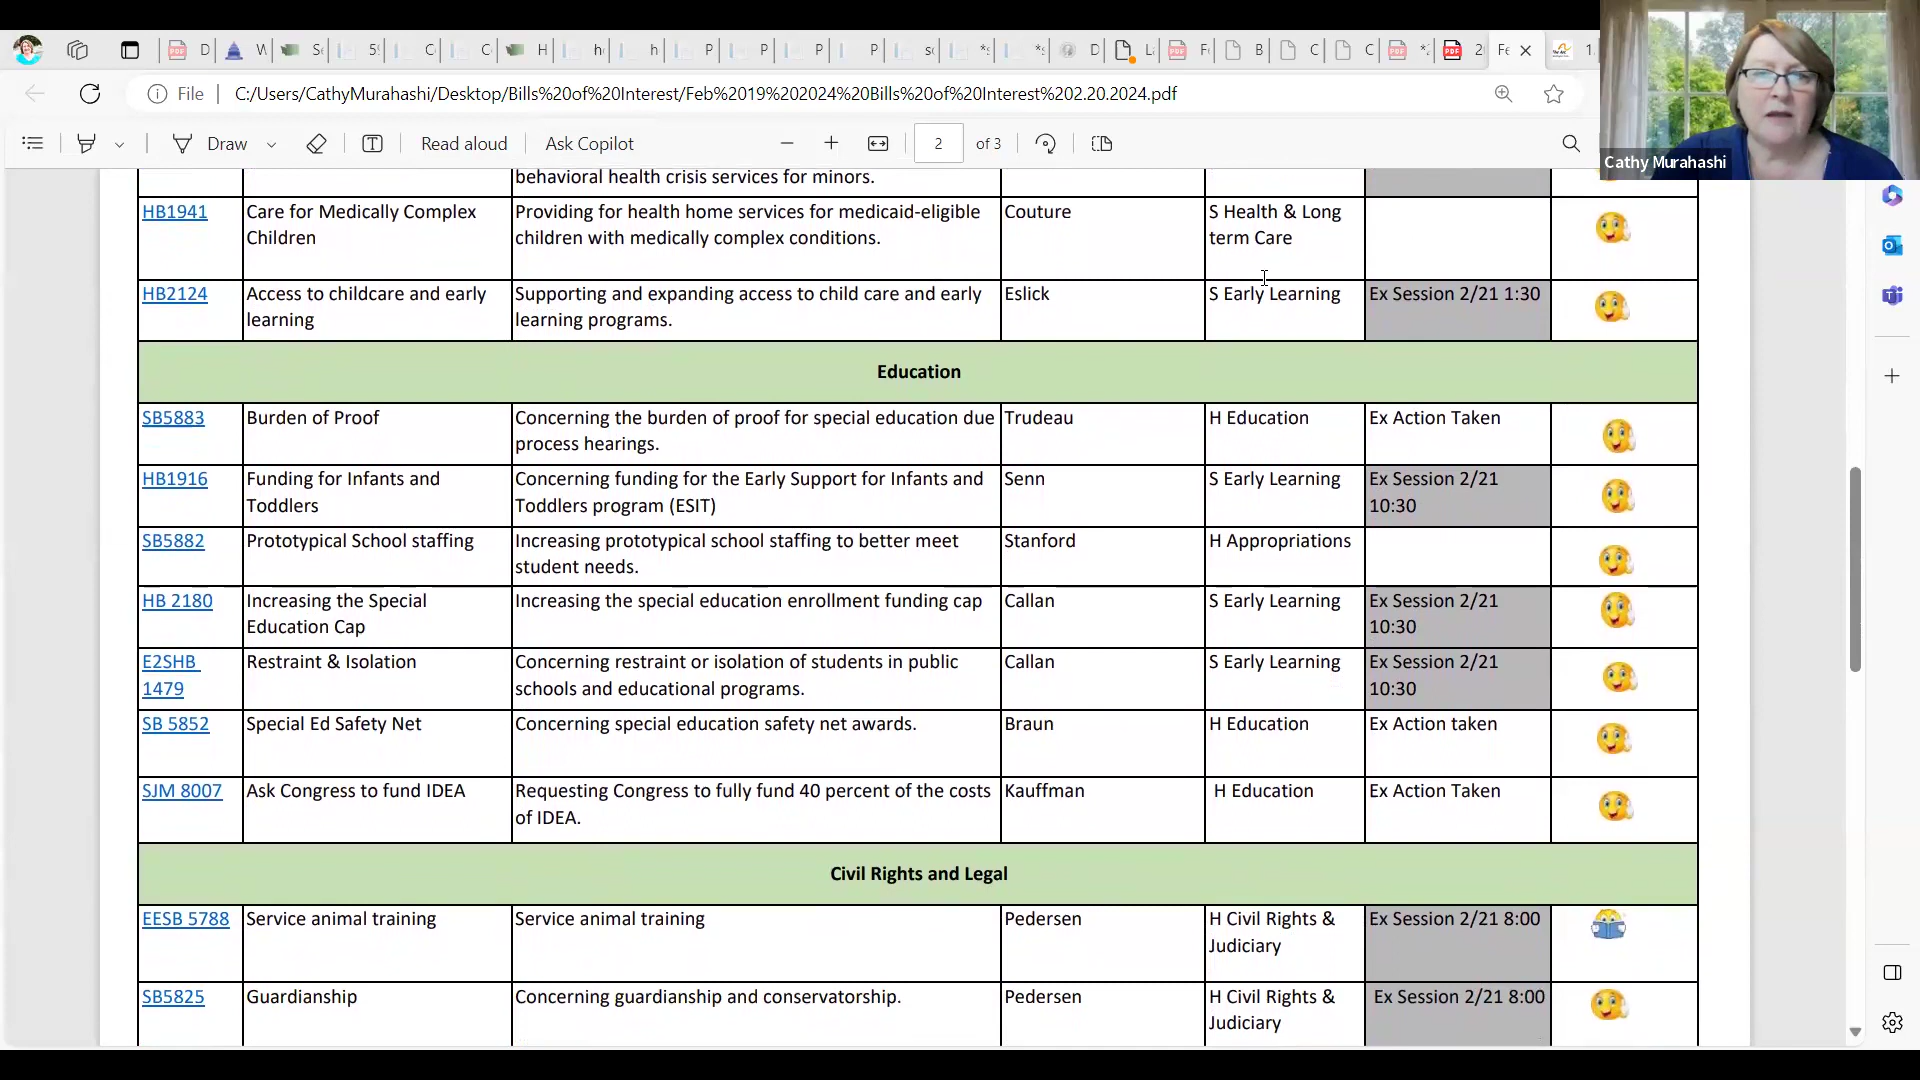 D
W
S
5
C
C
H
h
h
P
P
P
P
s
*
*
D
L
F
B
C
C
*
2
Fe
1
File
C:/Users/CathyMurahashi/Desktop/Bills%20of%20Interest/Feb%2019%202024%20Bills%20of%20Interest%202.20.2024.pdf
Draw
Read aloud
Ask Copilot
2
of 3
Cathy Murahashi
behavioral health crisis services for minors.
HB1941
Care for Medically Complex
Children
Providing for health home services for medicaid-eligible
children with medically complex conditions.
Couture
S Health & Long
term Care
HB2124
Access to childcare and early
learning
Supporting and expanding access to child care and early
learning programs.
Eslick
S Early Learning
Ex Session 2/21 1:30
Education
SB5883
Burden of Proof
Concerning the burden of proof for special education due
process hearings.
Trudeau
H Education
Ex Action Taken
HB1916
Funding for Infants and
Toddlers
Concerning funding for the Early Support for Infants and
Toddlers program (ESIT)
Senn
S Early Learning
Ex Session 2/21
10:30
SB5882
Prototypical School staffing
Increasing prototypical school staffing to better meet
student needs.
Stanford
H Appropriations
HB 2180
Increasing the Special
Education Cap
Increasing the special education enrollment funding cap
Callan
S Early Learning
Ex Session 2/21
10:30
E2SHB
1479
Restraint & Isolation
Concerning restraint or isolation of students in public
schools and educational programs.
Callan
S Early Learning
Ex Session 2/21
10:30
SB 5852
Special Ed Safety Net
Concerning special education safety net awards.
Braun
H Education
Ex Action taken
SJM 8007
Ask Congress to fund IDEA
Requesting Congress to fully fund 40 percent of the costs
of IDEA.
Kauffman
H Education
Ex Action Taken
Civil Rights and Legal
EESB 5788
Service animal training
Service animal training
Pedersen
H Civil Rights &
Judiciary
Ex Session 2/21 8:00
SB5825
Guardianship
Concerning guardianship and conservatorship.
Pedersen
H Civil Rights &
Judiciary
Ex Session 2/21 8:00